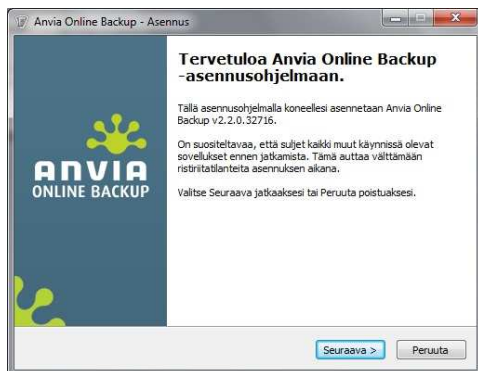 Anvia Online Backup - Asennus
Tervetuloa Anvia Online Backup
-asennusohjelmaan.
Tällä asennusohjelmalla koneellesi asennetaan Anvia Online
Backup v2.2.0.32716.
On suositeltavaa, että suljet kaikki muut käynnissä olevat
sovellukset ennen jatkamista. Tämä auttaa välttämään
ristiriitatilanteita asennuksen aikana.
Valitse Seuraava jatkaaksesi tai Peruuta poistuaksesi.
ANVIA
ONLINE BACKUP
Seuraava >
Peruuta